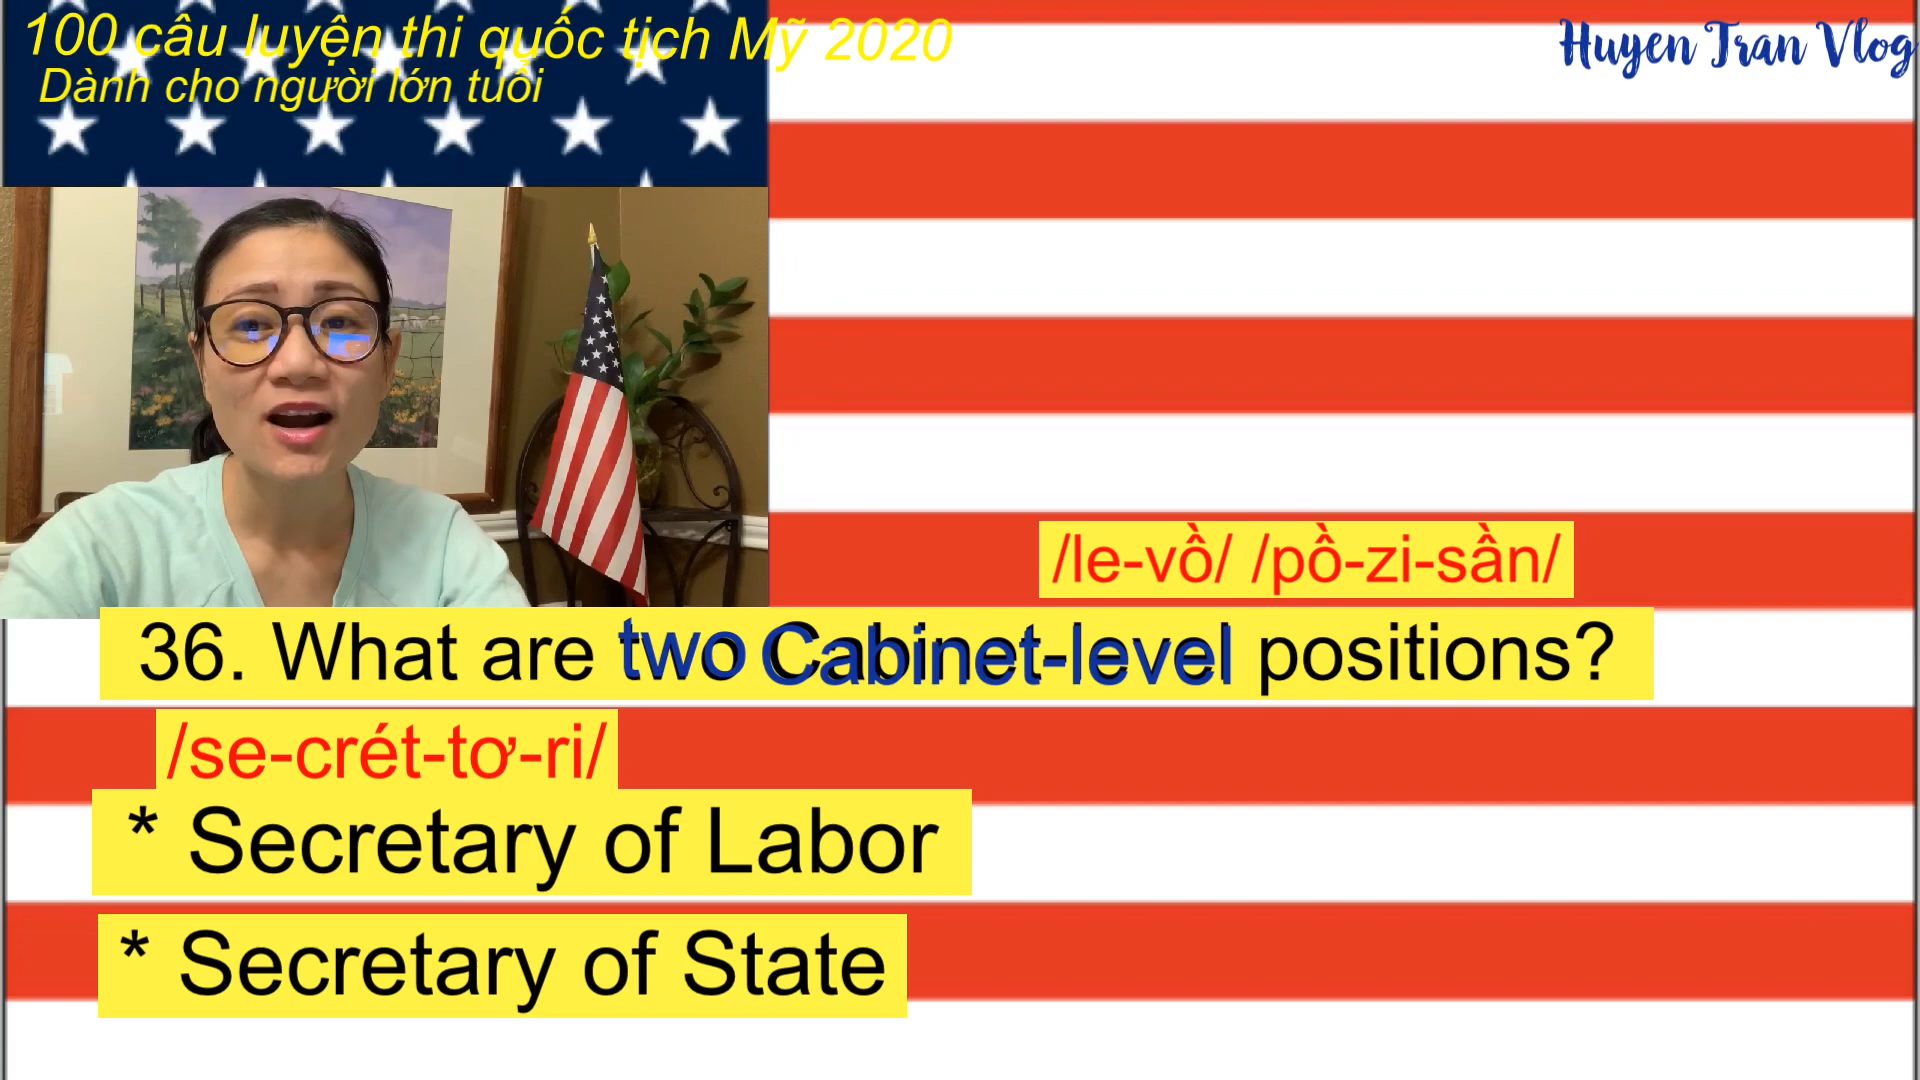 100 câu luyện thi quốc tịch Mỹ 2020
Dành cho người lớn tuổi
Huyen Tran Vlog
/le-vồ/ /pồ-zi-sần/
36. What are two Cabinet-level positions?
/se-crét-tơ-ri/
* Secretary of Labor
* Secretary of State